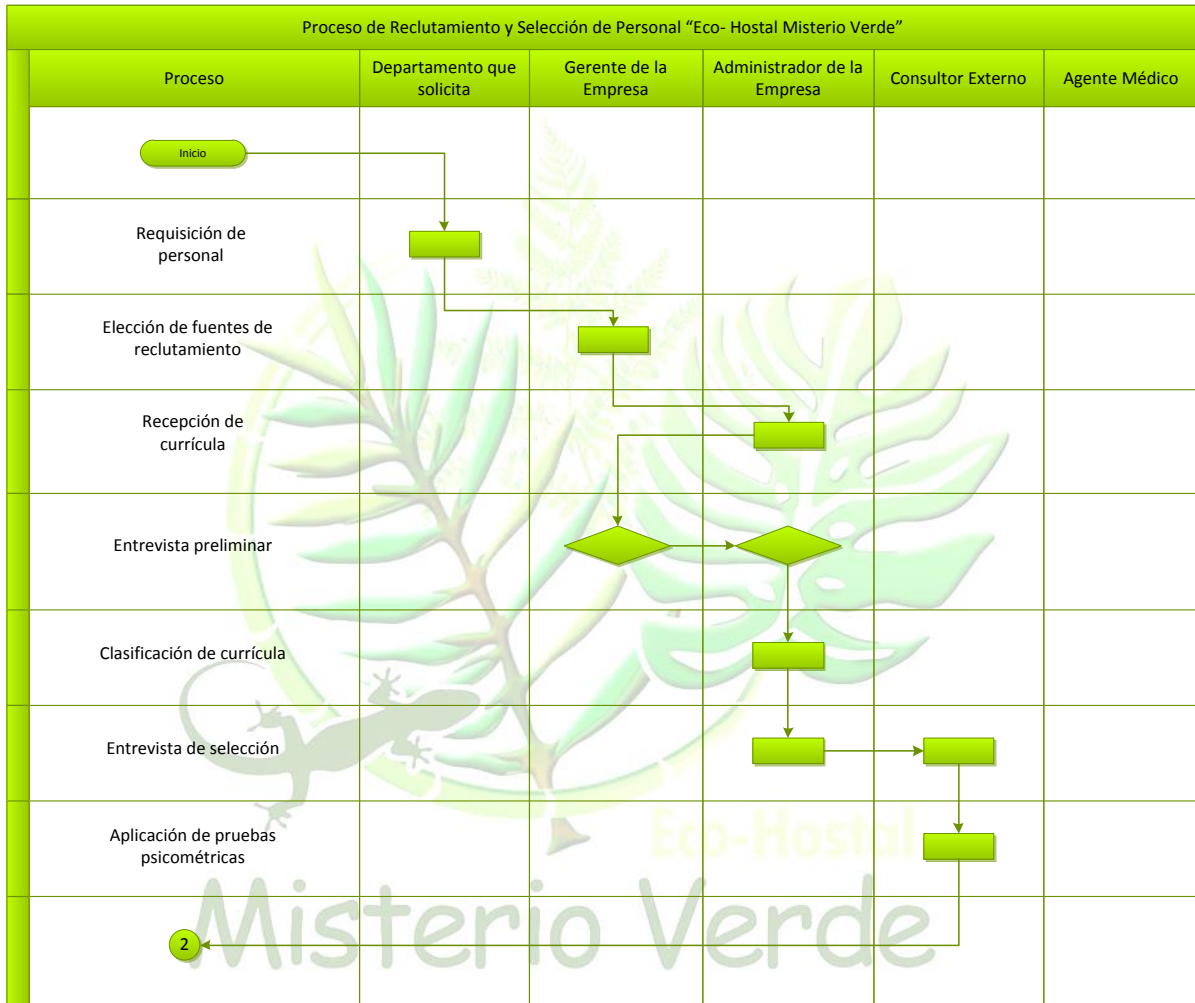 Proceso de Reclutamiento y Selección de Personal “Eco- Hostal Misterio Verde”
Proceso
Departamento que
solicita
Gerente de la
Empresa
Administrador de la
Empresa
Consultor Externo
Agente Médico
Inicio
Requisición de
personal
Elección de fuentes de
reclutamiento
Recepción de
currícula
Entrevista preliminar
Clasificación de currícula
Entrevista de selección
Aplicación de pruebas
psicométricas
Eco-Hostal
Misterio Verde
2